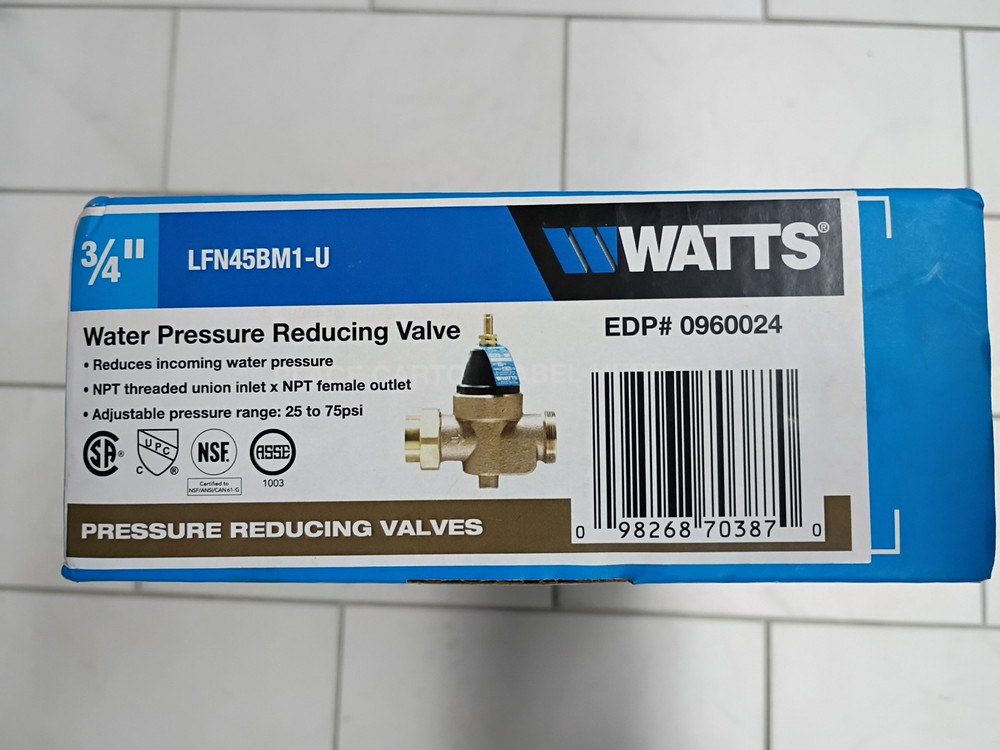 3/4"
LFN45BM1-U
WATTS®
Water Pressure Reducing Valve
• Reduces incoming water pressure
• NPT threaded union inlet x NPT female outlet
• Adjustable pressure range: 25 to 75psi
EDP# 0960024
WATTS
SA®
UPC
C ®
NSF.
Certified to
NSF/ANSI/CAN 61-G
ASSE
1003
PRESSURE REDUCING VALVES
0 98268 70387 0